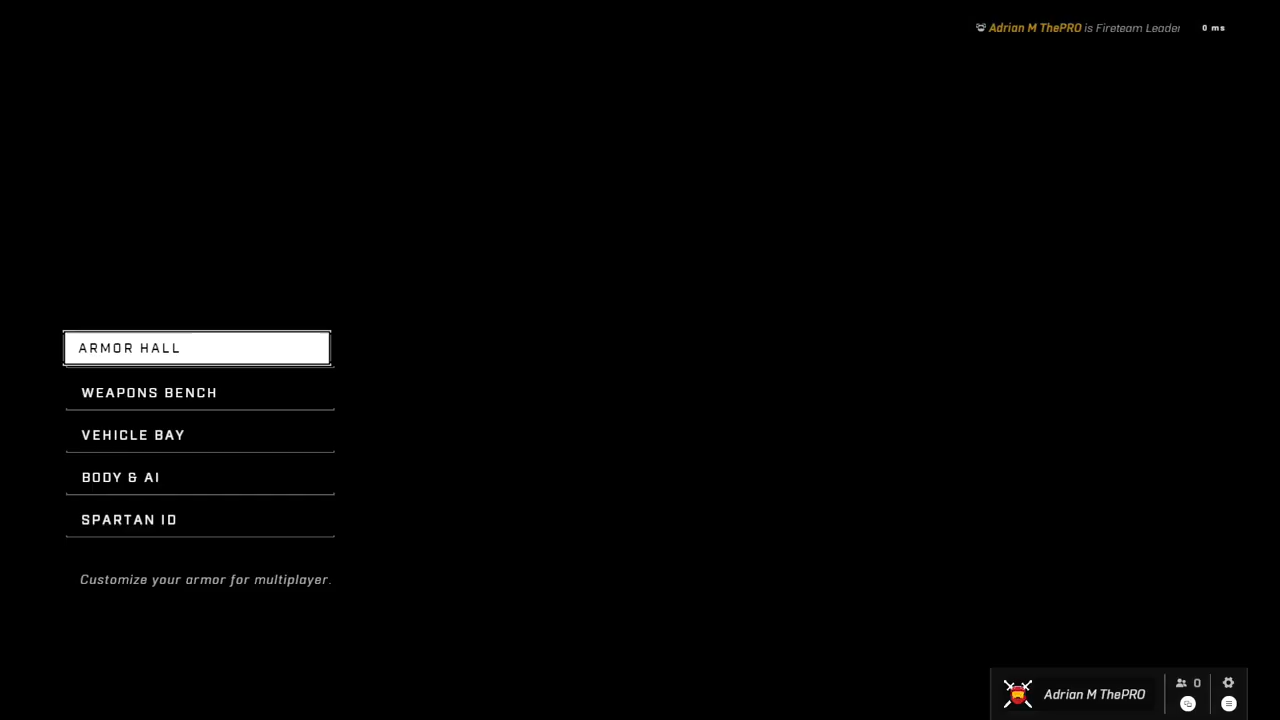 Adrian M ThePRO is Fireteam Leader
0 ms
ARMOR HALL
WEAPONS BENCH
VEHICLE BAY
BODY & AI
SPARTAN ID
Customize your armor for multiplayer.
Adrian M ThePRO
0